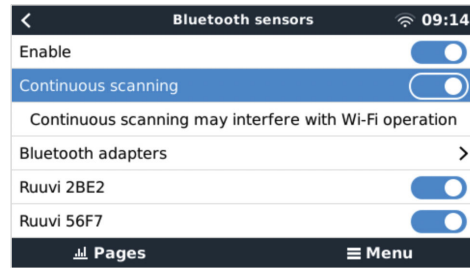 Bluetooth sensors 09:14
Enable
Continuous scanning
Continuous scanning may interfere with Wi-Fi operation
Bluetooth adapters
Ruuvi 2BE2
Ruuvi 56F7
Pages Menu